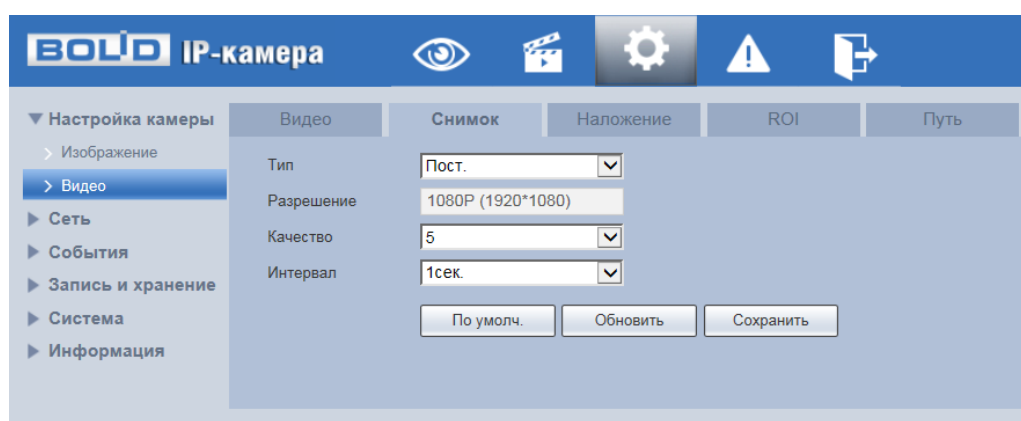 BOLID IP-камера
Настройка камеры
Изображение
Видео
Сеть
События
Запись и хранение
Система
Информация
Видео Снимок Наложение ROI Путь
Тип Пост.
Разрешение 1080P (1920*1080)
Качество 5
Интервал 1сек.
По умолч. Обновить Сохранить